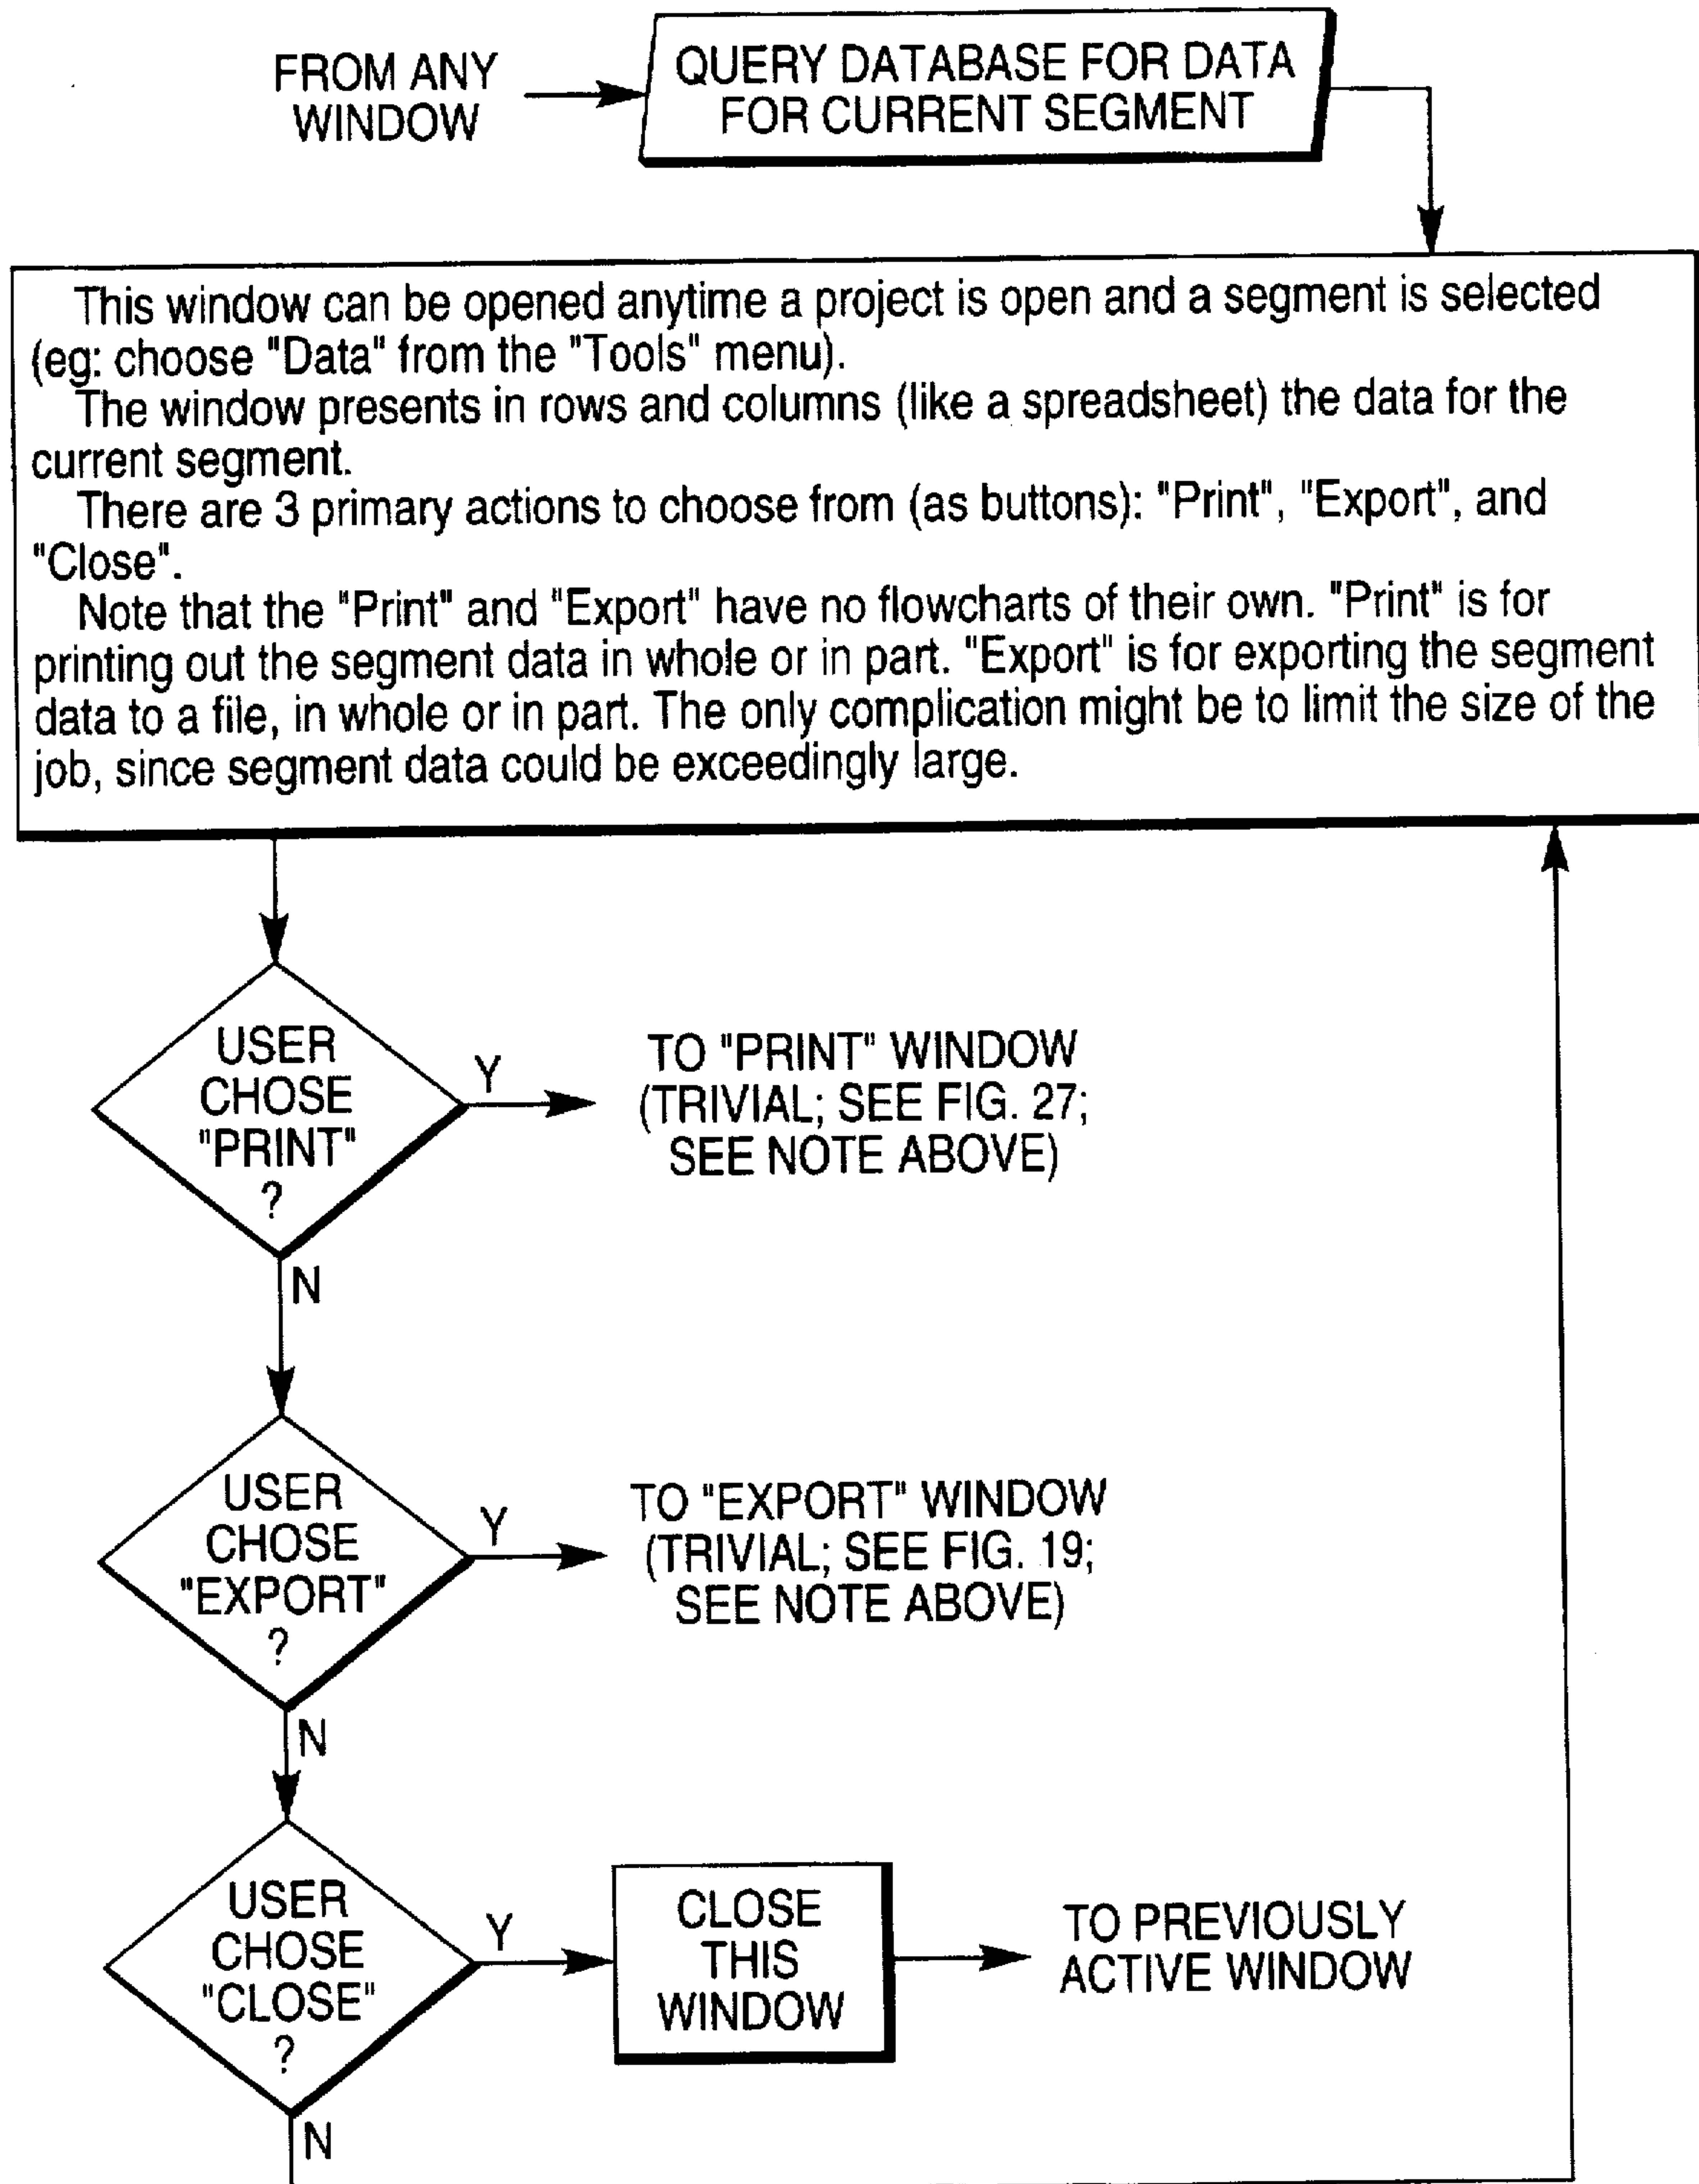 FROM ANY
WINDOW
QUERY DATABASE FOR DATA
FOR CURRENT SEGMENT
This window can be opened anytime a project is open and a segment is selected
(eg: choose "Data" from the "Tools" menu).
The window presents in rows and columns (like a spreadsheet) the data for the
current segment.
There are 3 primary actions to choose from (as buttons): "Print", "Export", and
"Close".
Note that the "Print" and "Export" have no flowcharts of their own. "Print" is for
printing out the segment data in whole or in part. "Export" is for exporting the segment
data to a file, in whole or in part. The only complication might be to limit the size of the
job, since segment data could be exceedingly large.
USER
CHOSE
"PRINT"
?
Y
TO "PRINT" WINDOW
(TRIVIAL; SEE FIG. 27;
SEE NOTE ABOVE)
N
USER
CHOSE
"EXPORT"
?
Y
TO "EXPORT" WINDOW
(TRIVIAL; SEE FIG. 19;
SEE NOTE ABOVE)
N
USER
CHOSE
"CLOSE"
?
Y
CLOSE
THIS
WINDOW
TO PREVIOUSLY
ACTIVE WINDOW
N